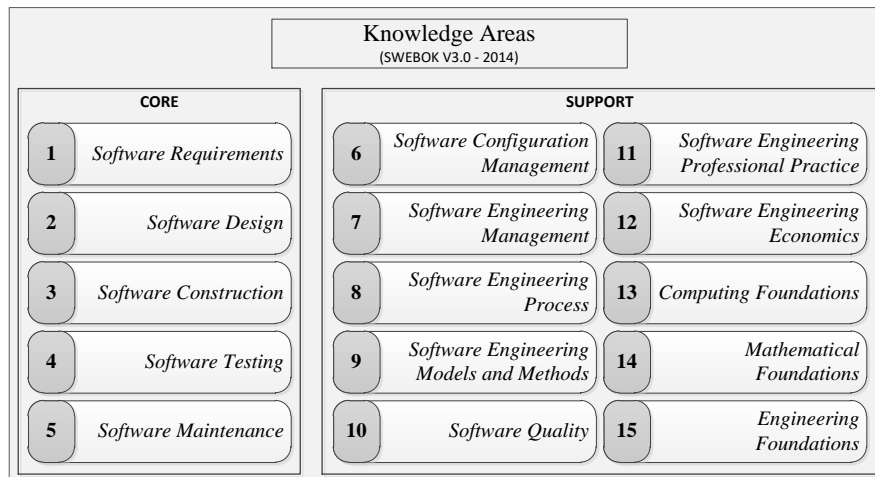 Knowledge Areas
(SWEBOK V3.0 - 2014)
CORE
1 Software Requirements
2 Software Design
3 Software Construction
4 Software Testing
5 Software Maintenance
SUPPORT
6 Software Configuration
Management
7 Software Engineering
Management
8 Software Engineering
Process
9 Software Engineering
Models and Methods
10 Software Quality
11 Software Engineering
Professional Practice
12 Software Engineering
Economics
13 Computing Foundations
14 Mathematical
Foundations
15 Engineering
Foundations